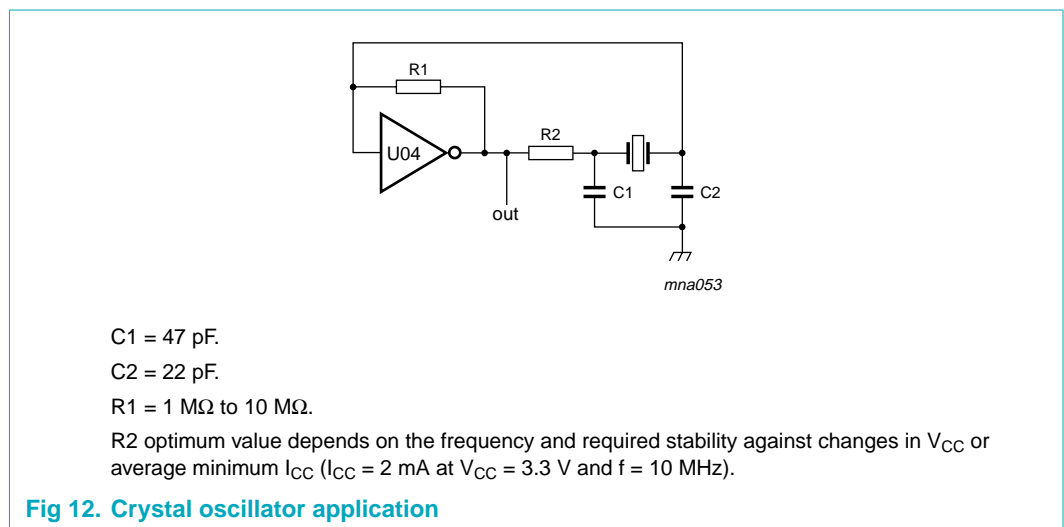 R1
U04
R2
C1
C2
out
mna053
C1 = 47 pF.
C2 = 22 pF.
R1 = 1 MΩ to 10 MΩ.
R2 optimum value depends on the frequency and required stability against changes in VCC or
average minimum ICC (ICC = 2 mA at VCC = 3.3 V and f = 10 MHz).
Fig 12. Crystal oscillator application